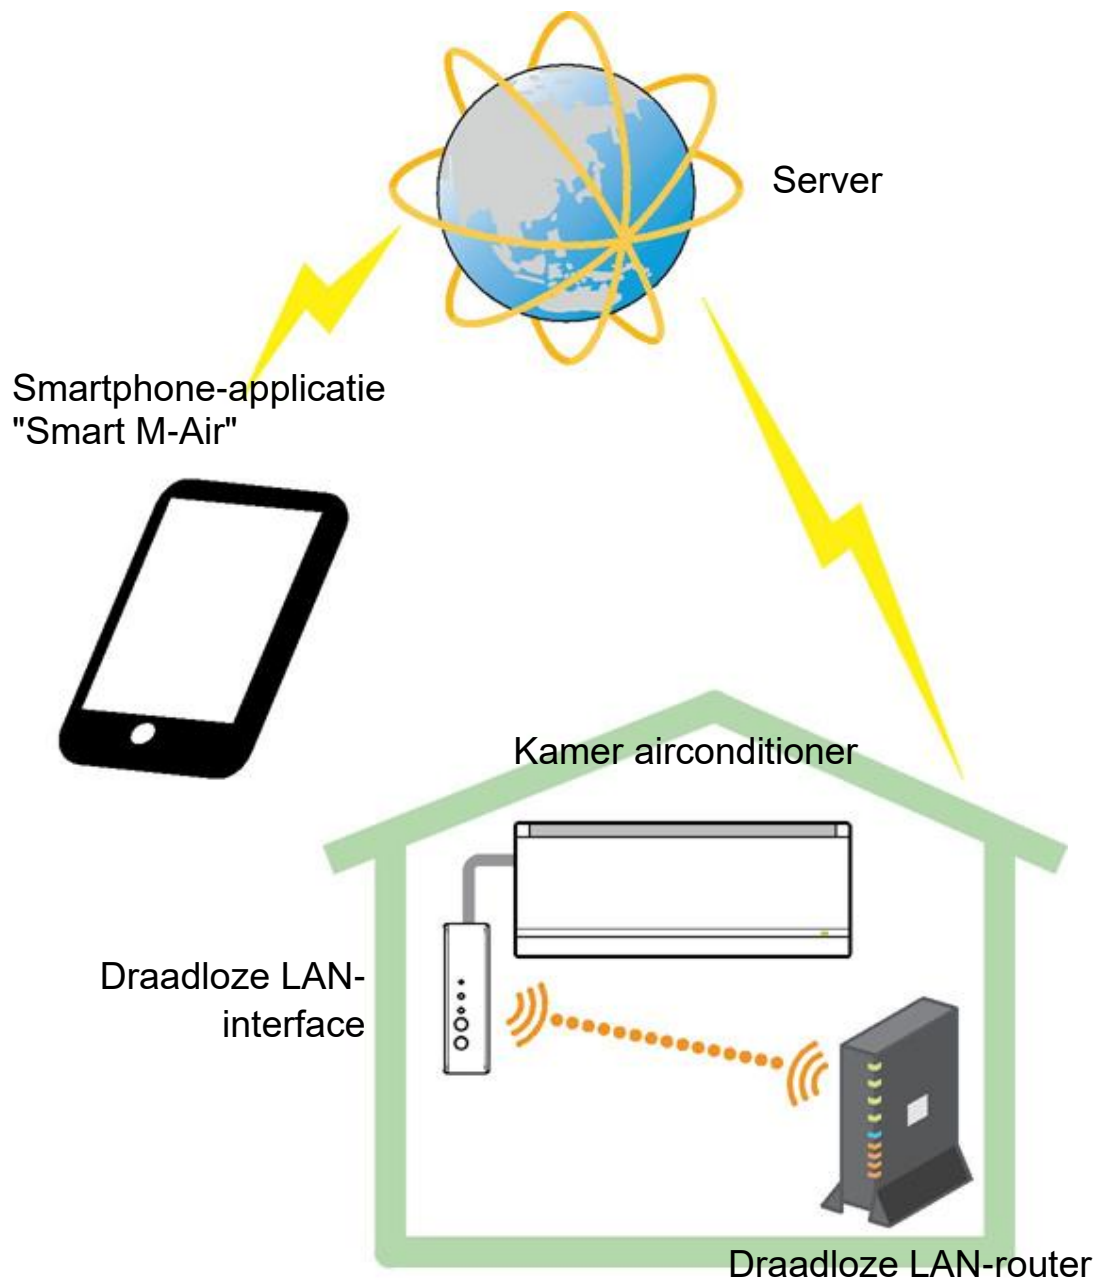 Server
Smartphone-applicatie
"Smart M-Air"
Kamer airconditioner
Draadloze LAN-
interface
Draadloze LAN-router